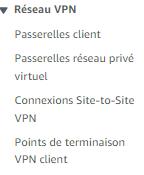 Réseau VPN
Passerelles client
Passerelles réseau privé
virtuel
Connexions Site-to-Site
VPN
Points de terminaison
VPN client